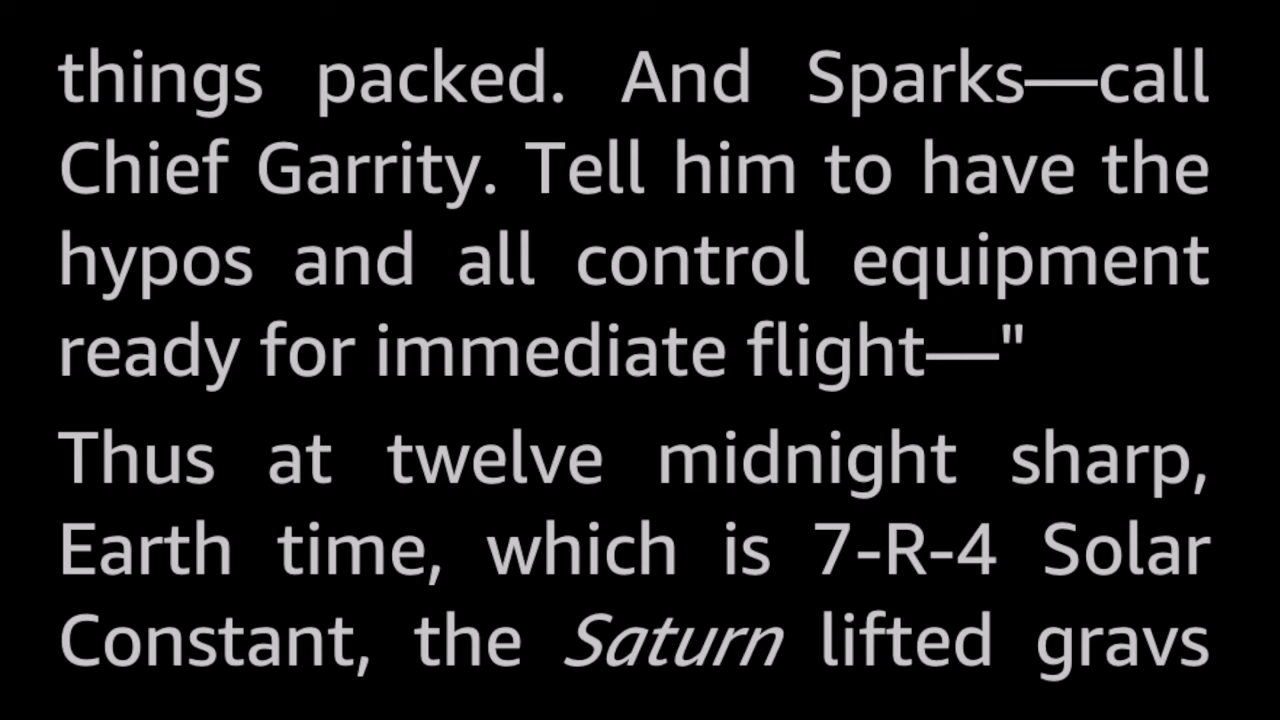 things packed. And Sparks—call
Chief Garrity. Tell him to have the
hypos and all control equipment
ready for immediate flight—"
Thus at twelve midnight sharp,
Earth time, which is 7-R-4 Solar
Constant, the Saturn lifted gravs